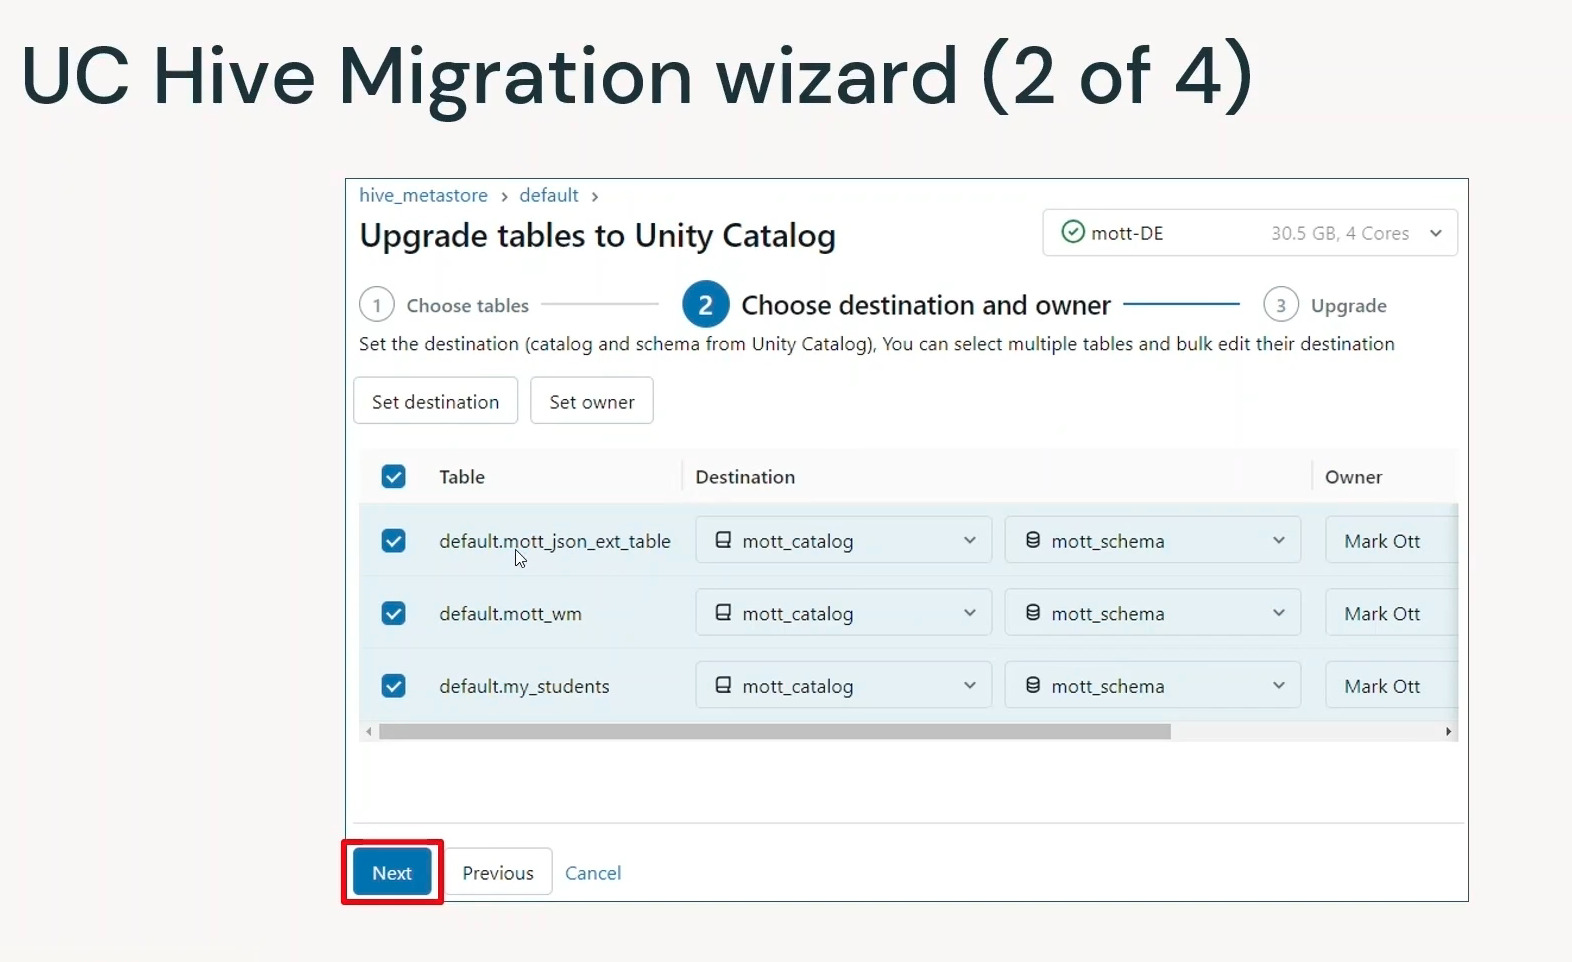 UC Hive Migration wizard (2 of 4)
hive_metastore > default >
Upgrade tables to Unity Catalog
mott-DE 30.5 GB, 4 Cores
1 Choose tables 2 Choose destination and owner 3 Upgrade
Set the destination (catalog and schema from Unity Catalog), You can select multiple tables and bulk edit their destination
Set destination Set owner
Table Destination Owner
default.mott_json_ext_table mott_catalog mott_schema Mark Ott
default.mott_wm mott_catalog mott_schema Mark Ott
default.my_students mott_catalog mott_schema Mark Ott
Next Previous Cancel